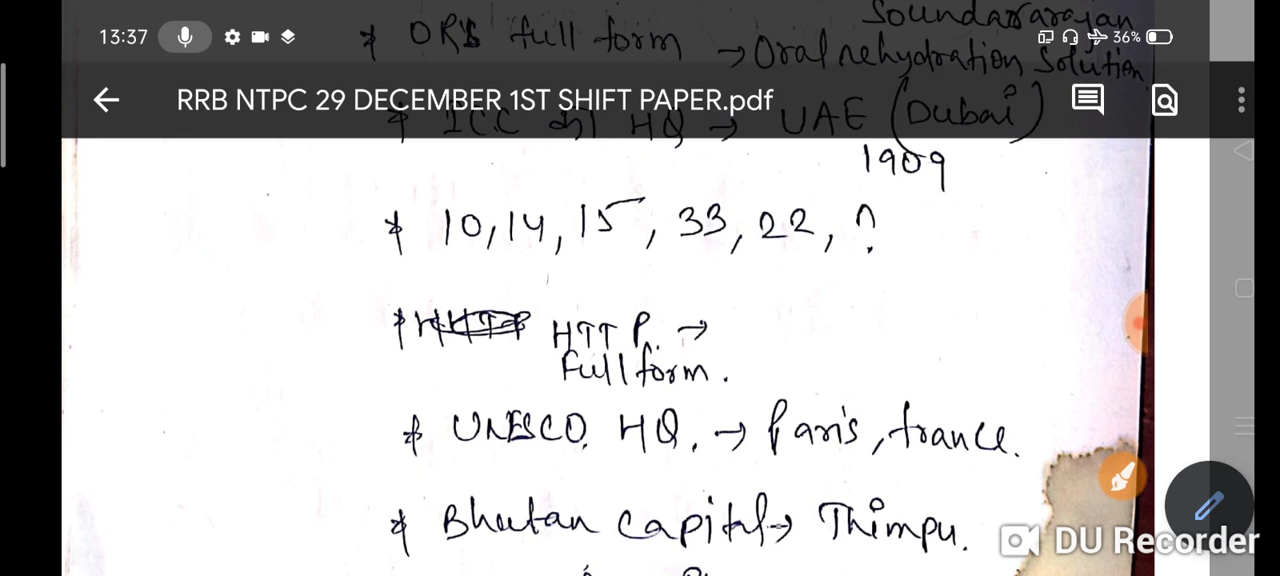 Soundararajan
13:37 36%
* ORS full form → Oral rehydration Solution
RRB NTPC 29 DECEMBER 1ST SHIFT PAPER.pdf
* ICC का HQ → UAE (Dubai)
1909
* 10, 14, 15, 33, 22, ?
* HTTP. →
full form.
* UNESCO. HQ. → Paris, france.
* Bhutan capital → Thimpu.
DU Recorder